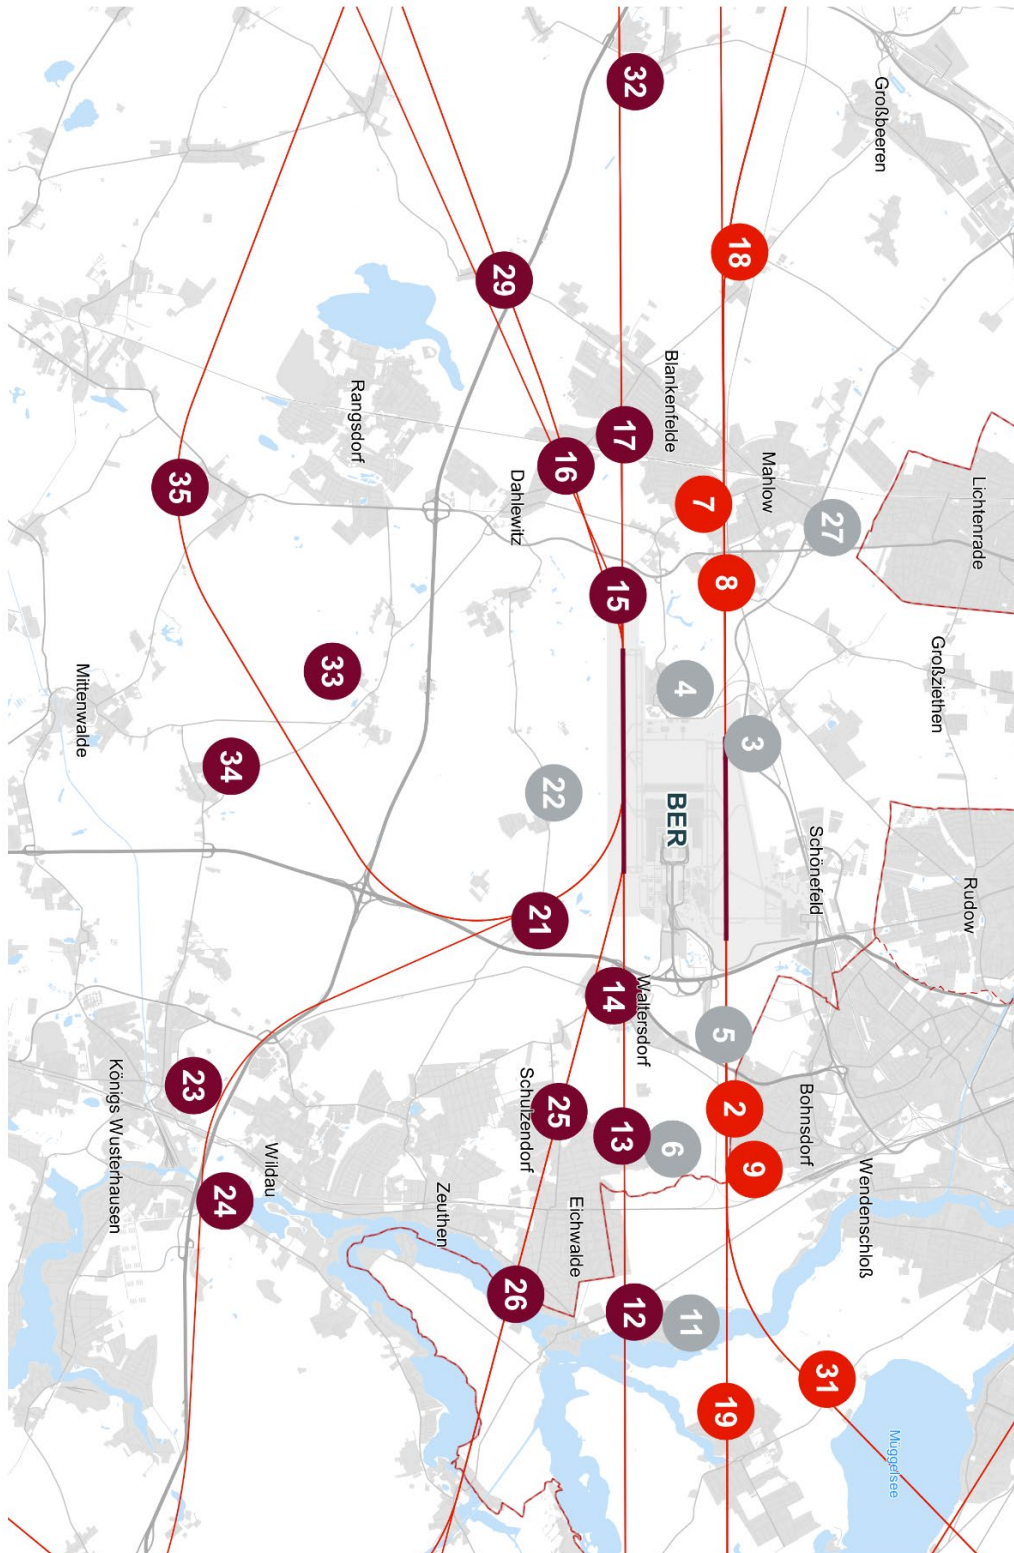 Großbeeren
32
18
29
Blankenfelde
Rangsdorf
17
Mahlow
16
Lichtenrade
35
Dahlewitz
7
27
8
15
Großziethen
33
Mittenwalde
4
3
34
22
BER
Schönefeld
Rudow
21
14
Waltersdorf
5
23
Königs Wusterhausen
Schulzendorf
25
2
Bohnsdorf
13
6
9
Wildau
24
Zeuthen
Eichwalde
Wendenschloß
26
12
11
31
19
Müggelsee